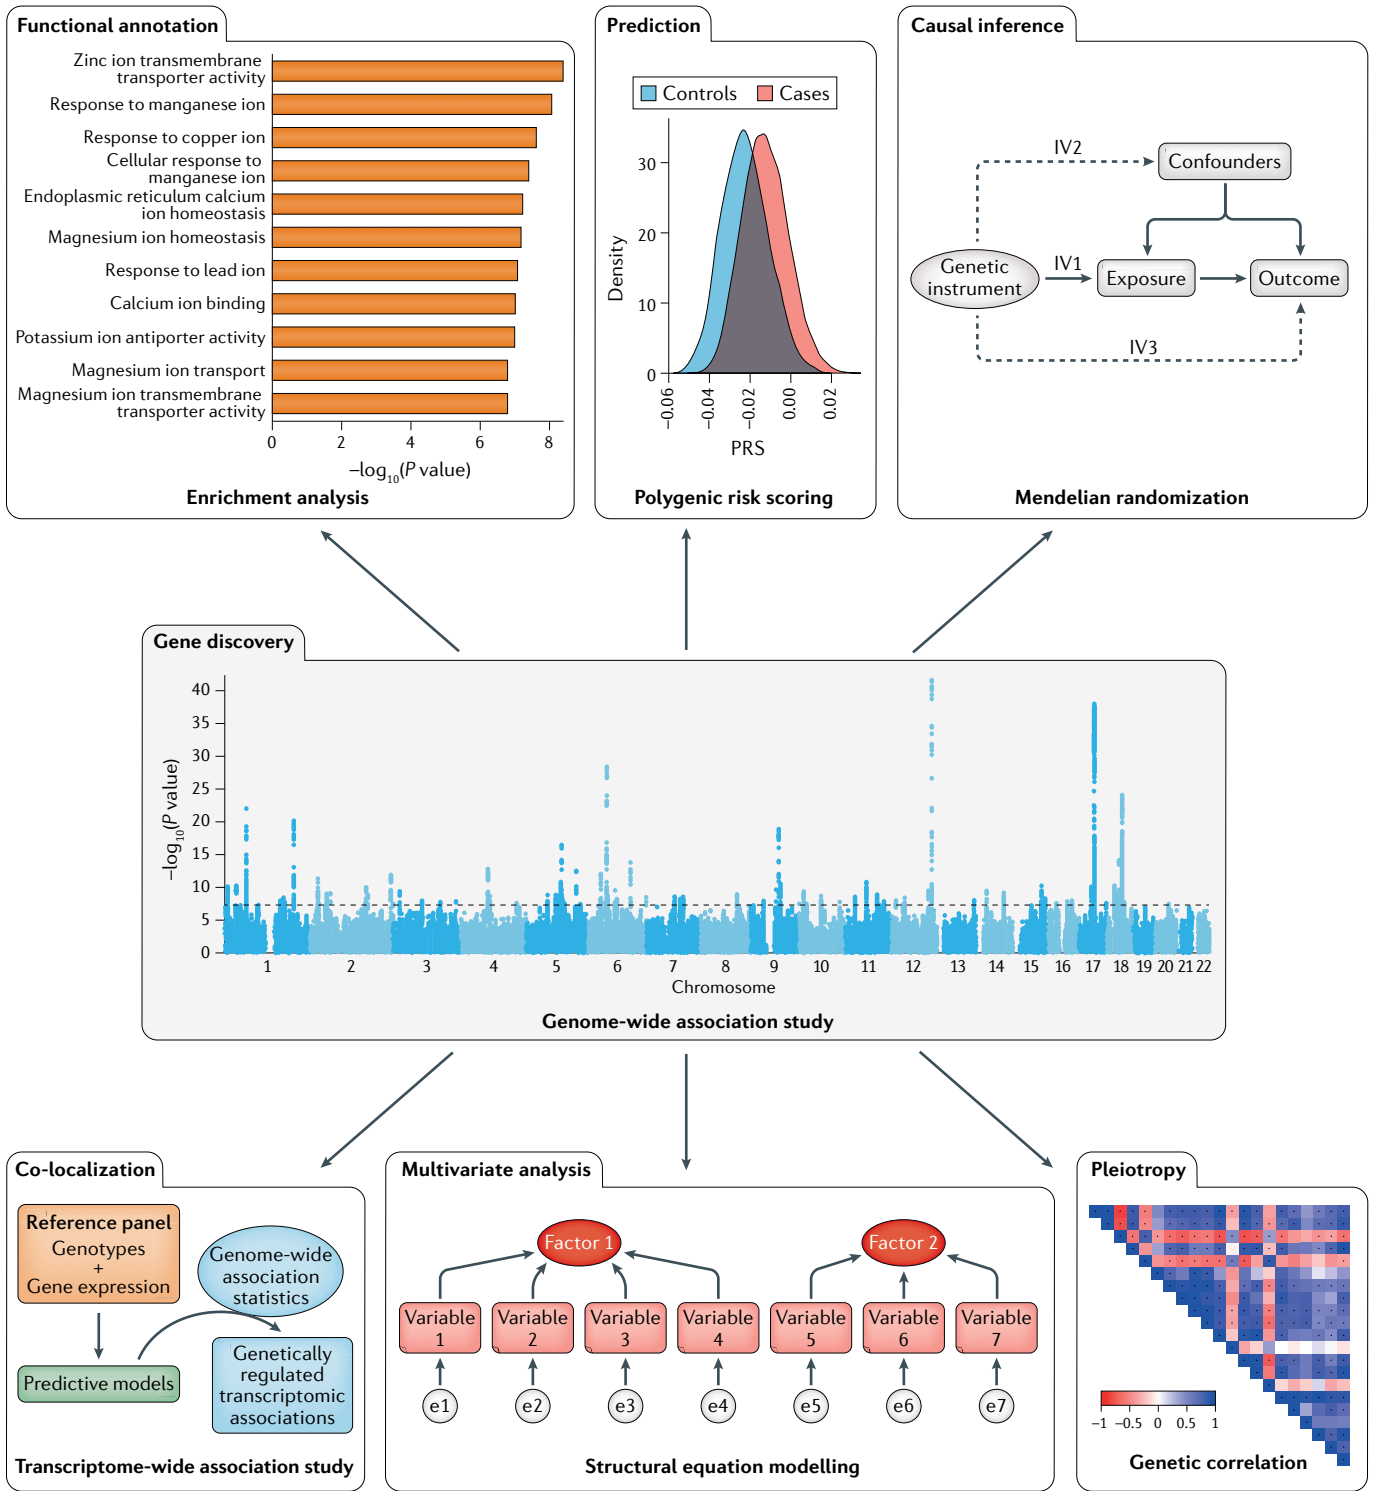 Functional annotation
Zinc ion transmembrane
transporter activity
Response to manganese ion
Response to copper ion
Cellular response to
manganese ion
Endoplasmic reticulum calcium
ion homeostasis
Magnesium ion homeostasis
Response to lead ion
Calcium ion binding
Potassium ion antiporter activity
Magnesium ion transport
Magnesium ion transmembrane
transporter activity
0 2 4 6 8
–log10(P value)
Enrichment analysis
Prediction
Controls Cases
Density
30
20
10
0
–0.06 –0.04 –0.02 0.00 0.02
PRS
Polygenic risk scoring
Causal inference
IV2
Confounders
Genetic
instrument
IV1
Exposure
Outcome
IV3
Mendelian randomization
Gene discovery
–log10(P value)
40
35
30
25
20
15
10
5
0
1 2 3 4 5 6 7 8 9 10 11 12 13 14 15 16 17 18 19 20 21 22
Chromosome
Genome-wide association study
Co-localization
Reference panel
Genotypes
+
Gene expression
Genome-wide
association
statistics
Predictive models
Genetically
regulated
transcriptomic
associations
Transcriptome-wide association study
Multivariate analysis
Factor 1
Factor 2
Variable
1
Variable
2
Variable
3
Variable
4
Variable
5
Variable
6
Variable
7
e1 e2 e3 e4 e5 e6 e7
Structural equation modelling
Pleiotropy
–1 –0.5 0 0.5 1
Genetic correlation